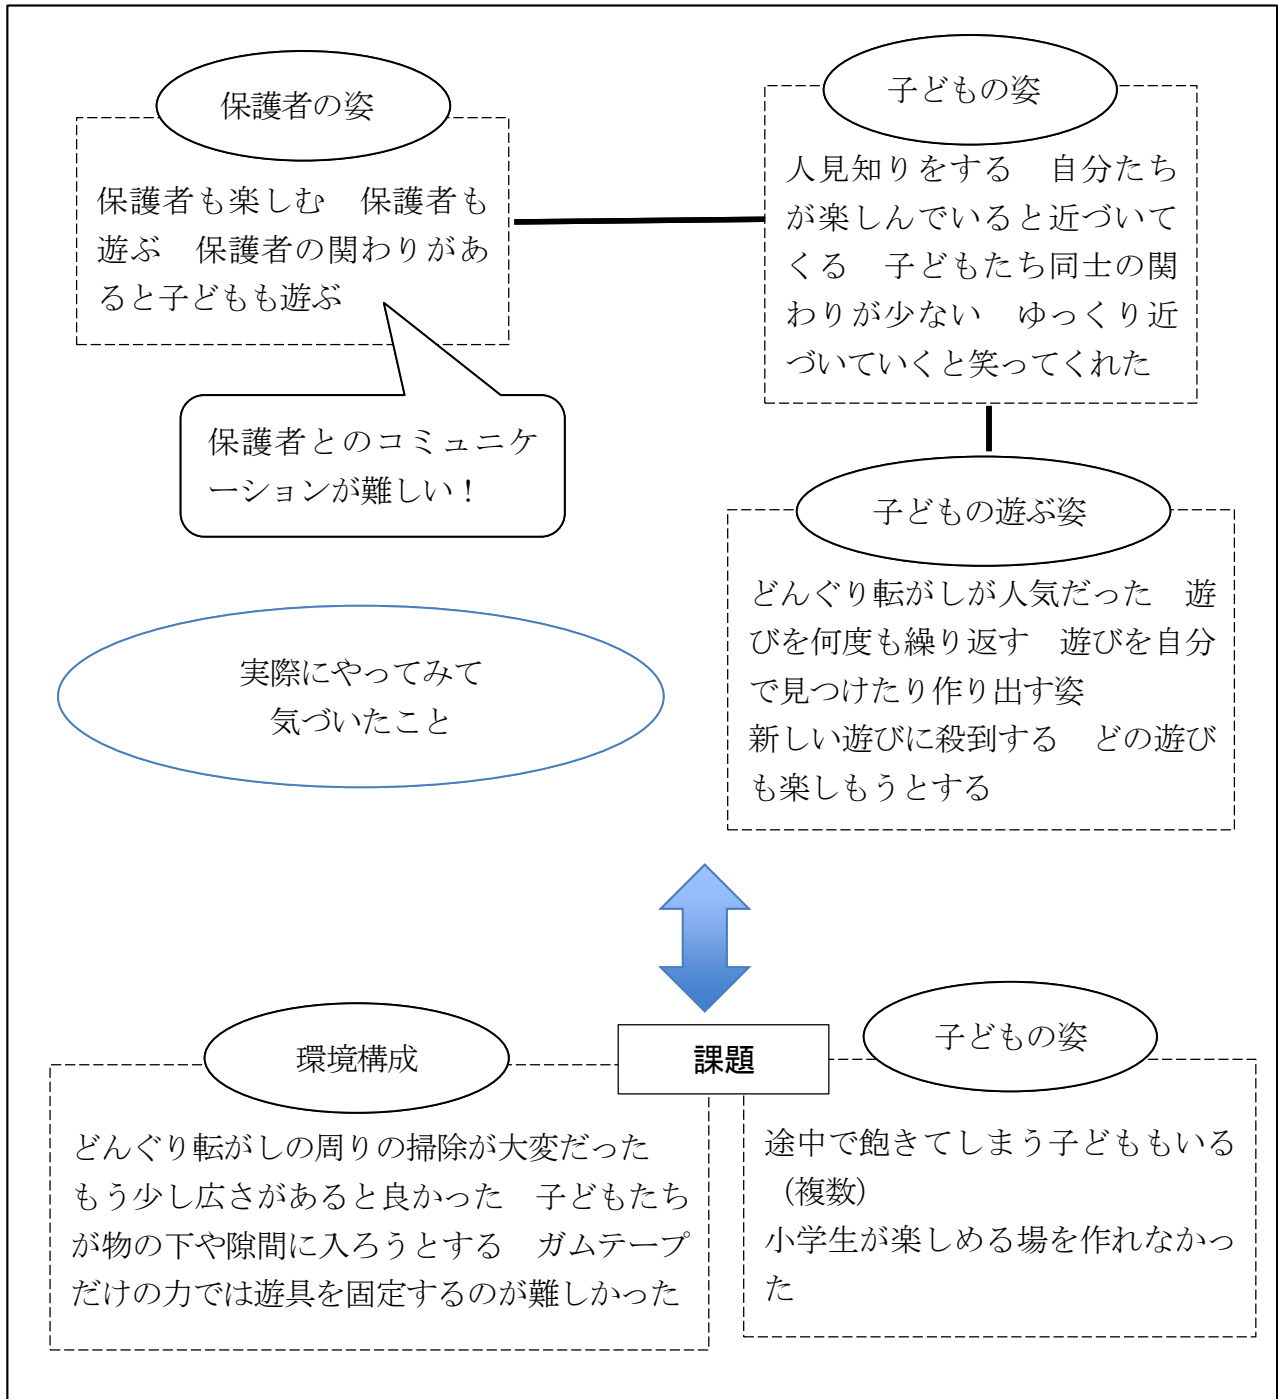 保護者の姿
保護者も楽しむ　保護者も
遊ぶ　保護者の関わりがあ
ると子どもも遊ぶ
保護者とのコミュニケ
ーションが難しい！
子どもの姿
人見知りをする　自分たち
が楽しんでいると近づいて
くる　子どもたち同士の関
わりが少ない　ゆっくり近
づいていくと笑ってくれた
子どもの遊ぶ姿
どんぐり転がしが人気だった　遊
びを何度も繰り返す　遊びを自分
で見つけたり作り出す姿
新しい遊びに殺到する　どの遊び
も楽しもうとする
実際にやってみて
気づいたこと
課題
環境構成
どんぐり転がしの周りの掃除が大変だった
もう少し広さがあると良かった　子どもたち
が物の下や隙間に入ろうとする　ガムテープ
だけの力では遊具を固定するのが難しかった
子どもの姿
途中で飽きてしまう子どももいる
（複数）
小学生が楽しめる場を作れなかっ
た